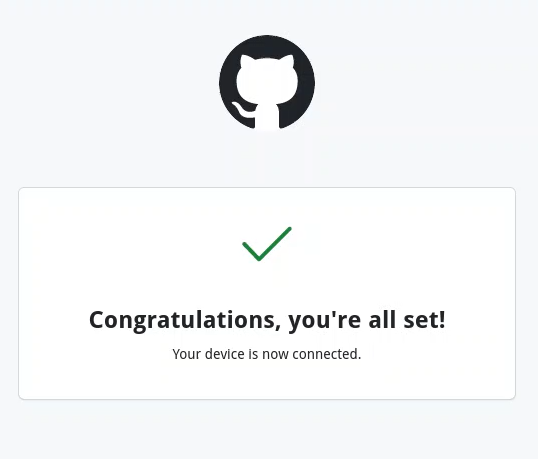 Congratulations, you're all set!
Your device is now connected.